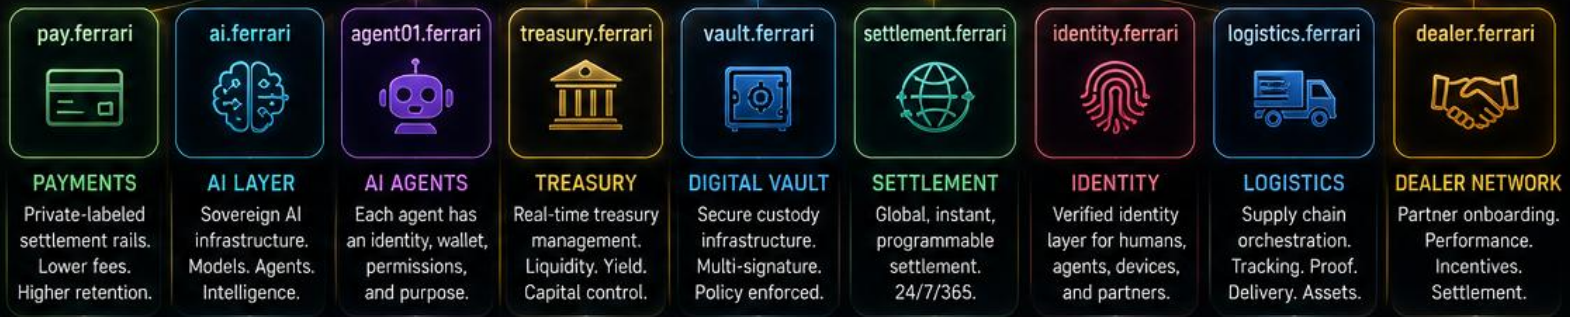 pay.ferrari
PAYMENTS
Private-labeled
settlement rails.
Lower fees.
Higher retention.
ai.ferrari
AI LAYER
Sovereign AI
infrastructure.
Models. Agents.
Intelligence.
agent01.ferrari
AI AGENTS
Each agent has
an identity, wallet,
permissions,
and purpose.
treasury.ferrari
TREASURY
Real-time treasury
management.
Liquidity. Yield.
Capital control.
vault.ferrari
DIGITAL VAULT
Secure custody
infrastructure.
Multi-signature.
Policy enforced.
settlement.ferrari
SETTLEMENT
Global, instant,
programmable
settlement.
24/7/365.
identity.ferrari
IDENTITY
Verified identity
layer for humans,
agents, devices,
and partners.
logistics.ferrari
LOGISTICS
Supply chain
orchestration.
Tracking. Proof.
Delivery. Assets.
dealer.ferrari
DEALER NETWORK
Partner onboarding.
Performance.
Incentives.
Settlement.